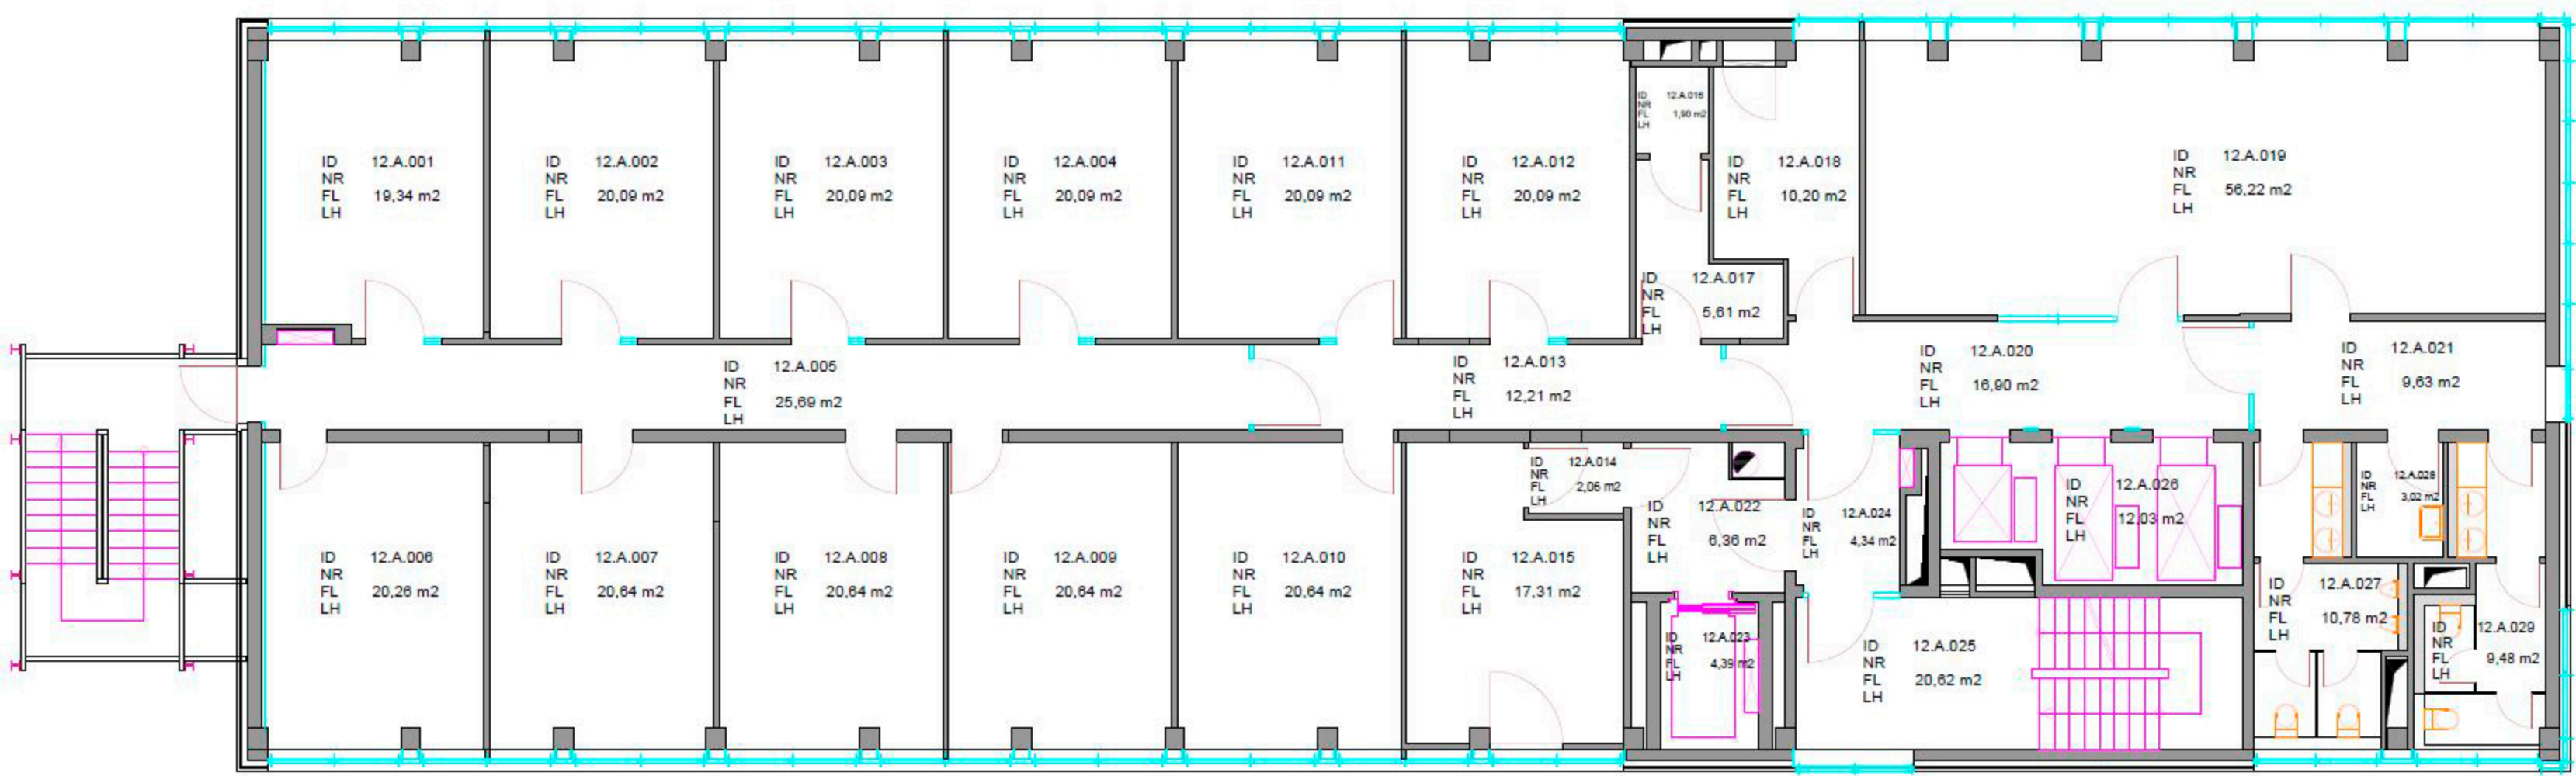 ID 12.A.001
NR
FL 19,34 m2
LH
ID 12.A.002
NR
FL 20,09 m2
LH
ID 12.A.003
NR
FL 20,09 m2
LH
ID 12.A.004
NR
FL 20,09 m2
LH
ID 12.A.011
NR
FL 20,09 m2
LH
ID 12.A.012
NR
FL 20,09 m2
LH
ID 12.A.016
NR
FL 1,90 m2
LH
ID 12.A.018
NR
FL 10,20 m2
LH
ID 12.A.019
NR
FL 56,22 m2
LH
ID 12.A.017
NR
FL 5,61 m2
LH
ID 12.A.005
NR
FL 25,69 m2
LH
ID 12.A.013
NR
FL 12,21 m2
LH
ID 12.A.020
NR
FL 16,90 m2
LH
ID 12.A.021
NR
FL 9,63 m2
LH
ID 12.A.006
NR
FL 20,26 m2
LH
ID 12.A.007
NR
FL 20,64 m2
LH
ID 12.A.008
NR
FL 20,64 m2
LH
ID 12.A.009
NR
FL 20,64 m2
LH
ID 12.A.010
NR
FL 20,64 m2
LH
ID 12.A.015
NR
FL 17,31 m2
LH
ID 12.A.014
NR
FL 2,06 m2
LH
ID 12.A.022
NR
FL 6,36 m2
LH
ID 12.A.024
NR
FL 4,34 m2
LH
ID 12.A.026
NR
FL 12,03 m2
LH
ID 12.A.028
NR
FL 3,02 m2
LH
ID 12.A.023
NR
FL 4,39 m2
LH
ID 12.A.025
NR
FL 20,62 m2
LH
ID 12.A.027
NR
FL 10,78 m2
LH
ID 12.A.029
NR
FL 9,48 m2
LH